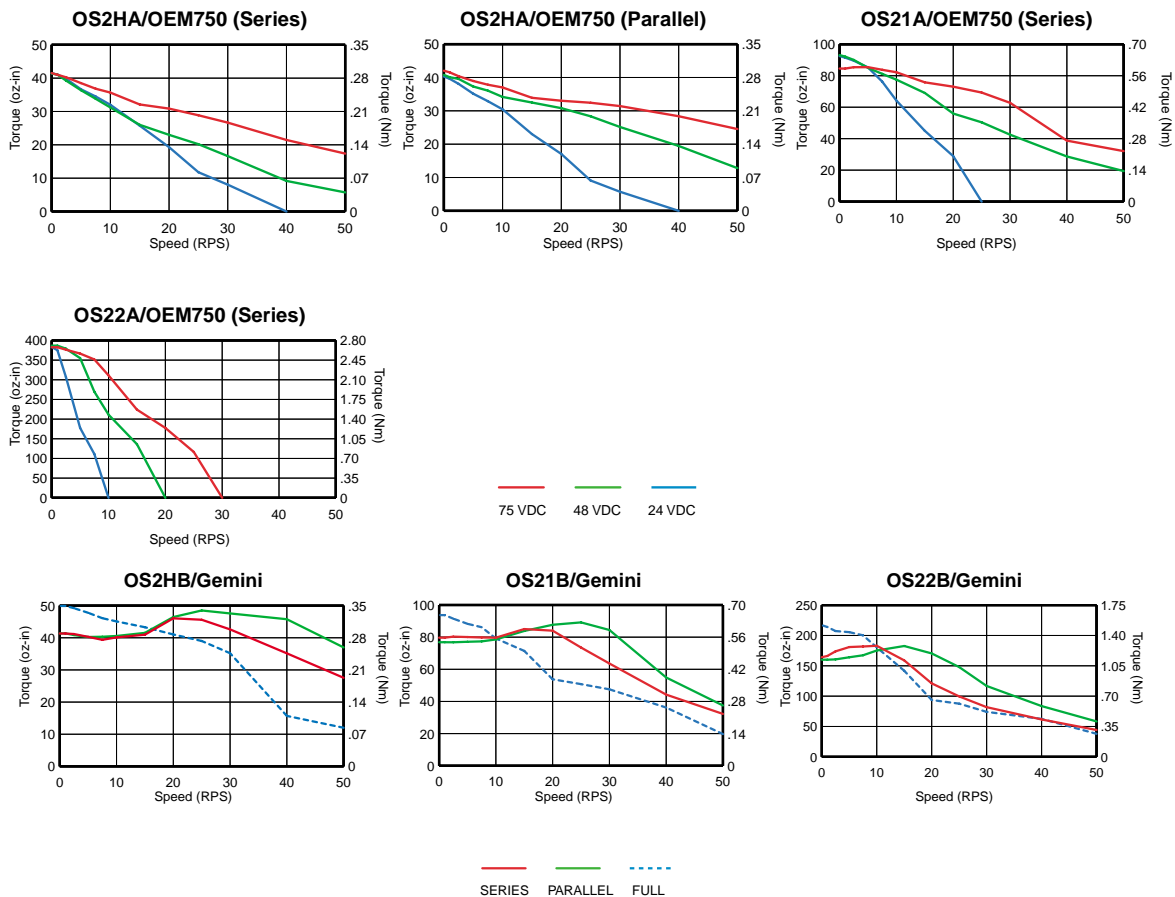 OS2HA/OEM750 (Series)
50
40
30
20
10
0
Torque (oz-in)
.35
.28
.21
.14
.07
0
Torque (Nm)
0 10 20 30 40 50
Speed (RPS)
OS2HA/OEM750 (Parallel)
50
40
30
20
10
0
Torque (oz-in)
.35
.28
.21
.14
.07
0
Torque (Nm)
0 10 20 30 40 50
Speed (RPS)
OS21A/OEM750 (Series)
100
80
60
40
20
0
Torque (oz-in)
.70
.56
.42
.28
.14
0
Torque (Nm)
0 10 20 30 40 50
Speed (RPS)
OS22A/OEM750 (Series)
400
350
300
250
200
150
100
50
0
Torque (oz-in)
2.80
2.45
2.10
1.75
1.40
1.05
.70
.35
0
Torque (Nm)
0 10 20 30 40 50
Speed (RPS)
75 VDC 48 VDC 24 VDC
OS2HB/Gemini
50
40
30
20
10
0
Torque (oz-in)
.35
.28
.21
.14
.07
0
Torque (Nm)
0 10 20 30 40 50
Speed (RPS)
OS21B/Gemini
100
80
60
40
20
0
Torque (oz-in)
.70
.56
.42
.28
.14
0
Torque (Nm)
0 10 20 30 40 50
Speed (RPS)
OS22B/Gemini
250
200
150
100
50
0
Torque (oz-in)
1.75
1.40
1.05
.70
.35
0
Torque (Nm)
0 10 20 30 40 50
Speed (RPS)
SERIES PARALLEL FULL